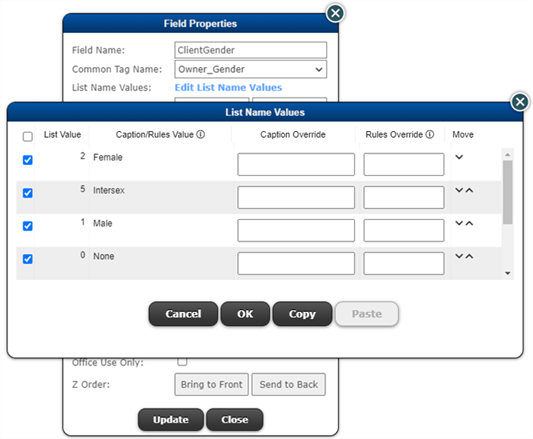 Field Properties
Field Name: ClientGender
Common Tag Name: Owner_Gender
List Name Values: Edit List Name Values
List Name Values
List Value Caption/Rules Value Caption Override Rules Override Move
2 Female
5 Intersex
1 Male
0 None
Cancel OK Copy Paste
Office Use Only:
Z Order: Bring to Front Send to Back
Update Close